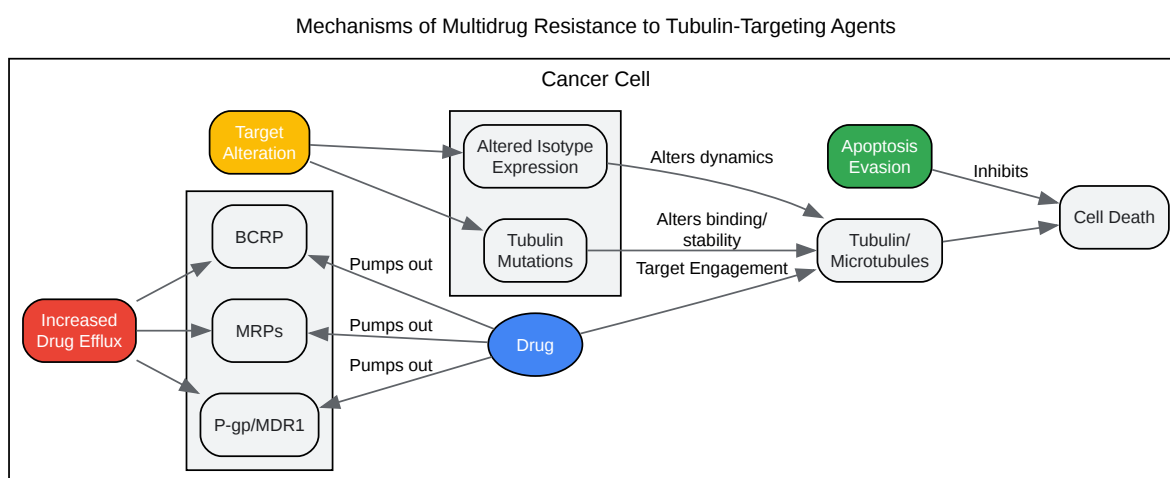 Mechanisms of Multidrug Resistance to Tubulin-Targeting Agents
Cancer Cell
Target
Alteration
Altered Isotype
Expression
Alters dynamics
Apoptosis
Evasion
Inhibits
Cell Death
BCRP
Tubulin
Mutations
Alters binding/
stability
Tubulin/
Microtubules
Pumps out
Target Engagement
Increased
Drug Efflux
MRPs
Pumps out
Drug
Pumps out
P-gp/MDR1